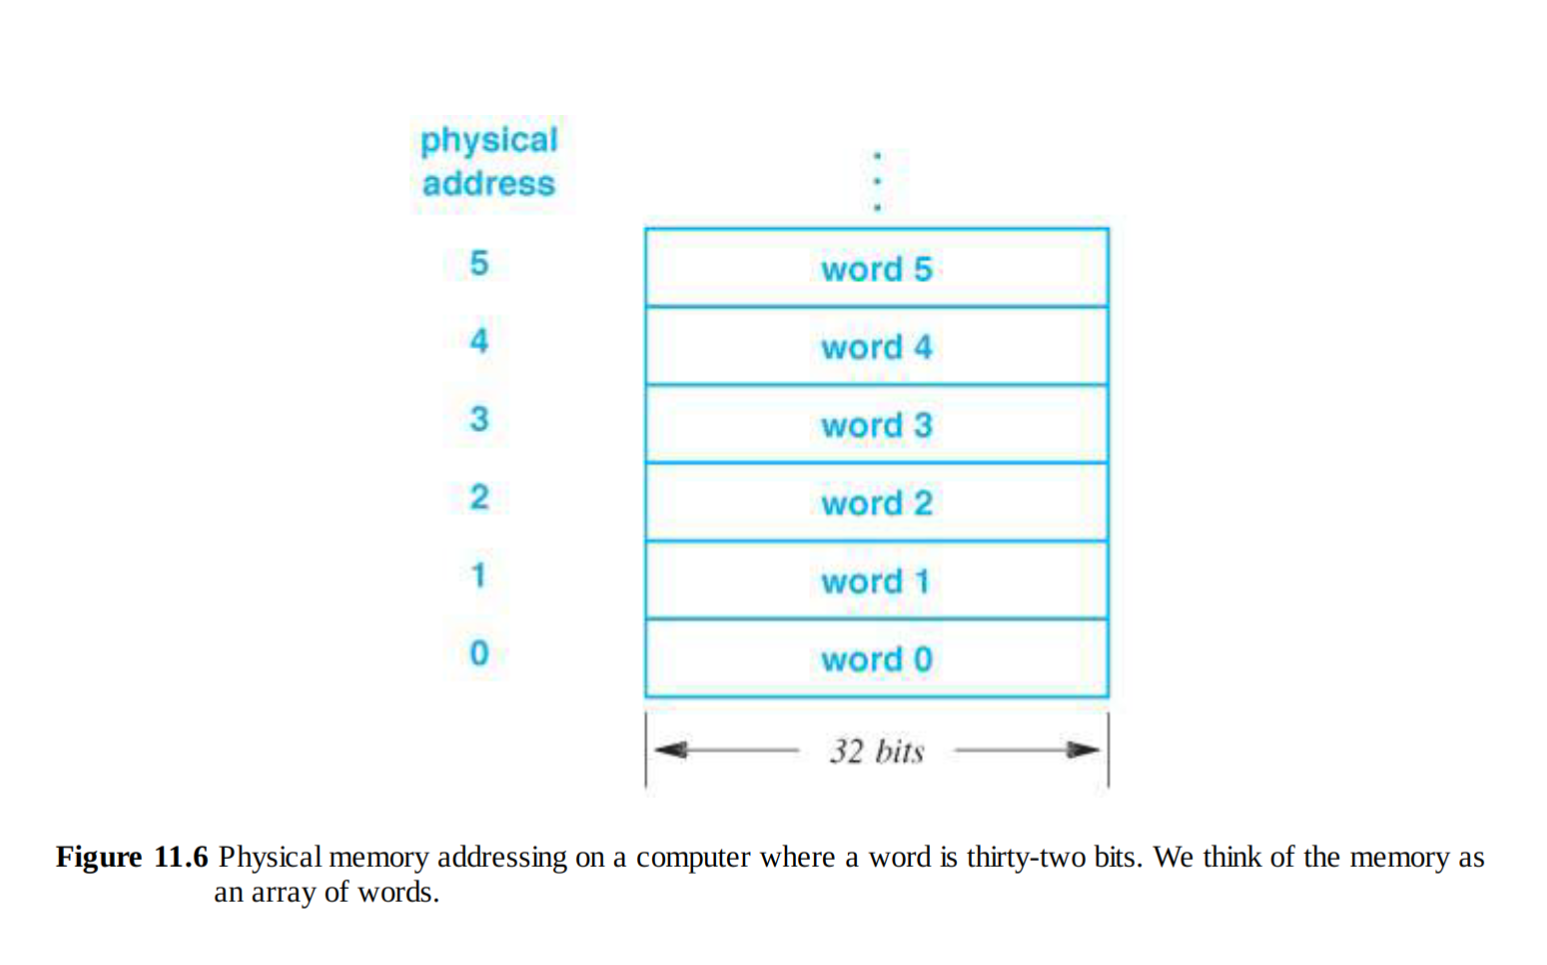 physical
address
5
word 5
4
word 4
3
word 3
2
word 2
1
word 1
0
word 0
32 bits
Figure 11.6 Physical memory addressing on a computer where a word is thirty-two bits. We think of the memory as
an array of words.